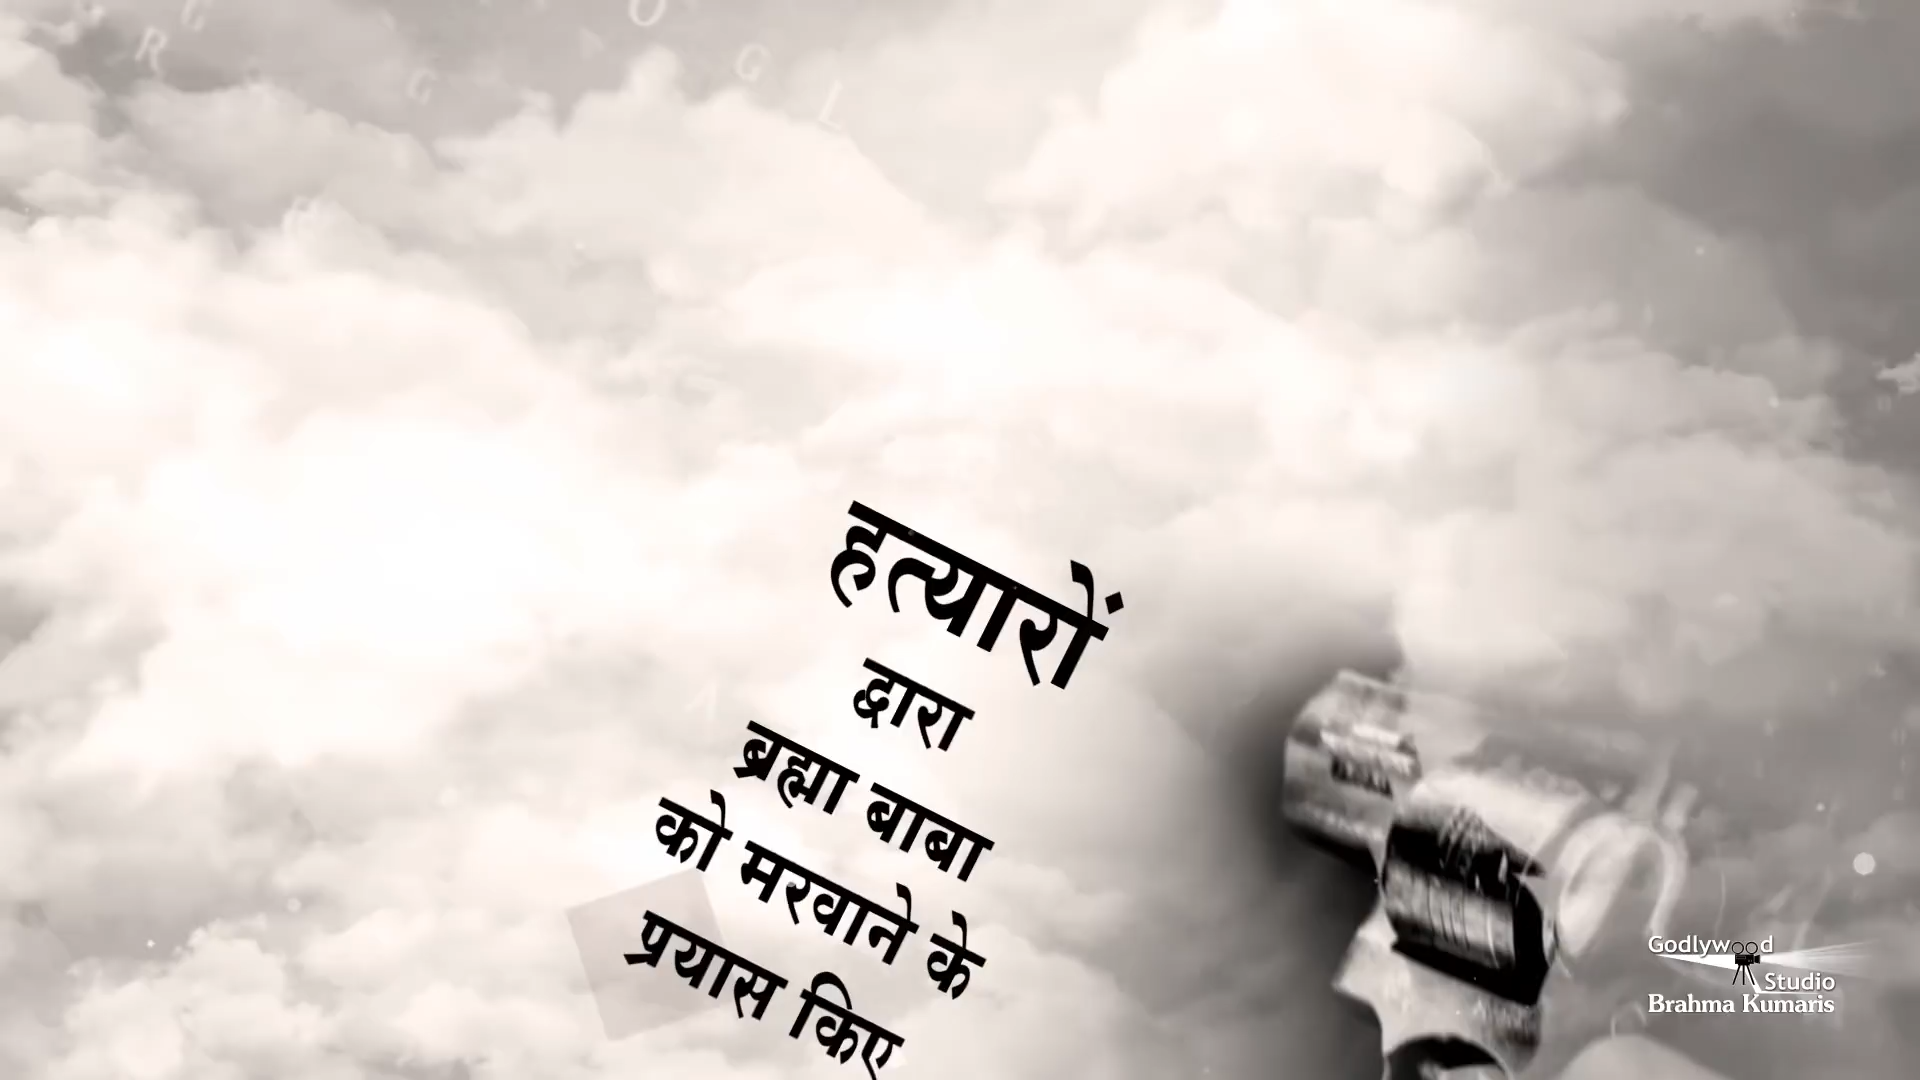 हत्यारों
द्वारा
ब्रह्मा बाबा
को मरवाने के
प्रयास किए
Godlywood
Studio
Brahma Kumaris